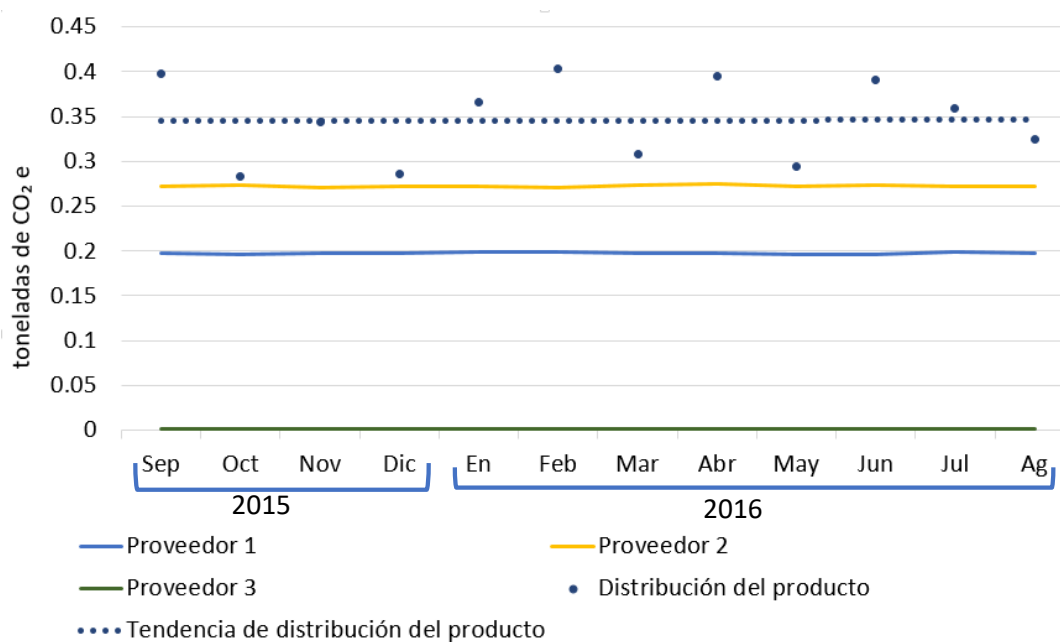 toneladas de CO₂ e
0.45
0.4
0.35
0.3
0.25
0.2
0.15
0.1
0.05
0
Sep Oct Nov Dic En Feb Mar Abr May Jun Jul Ag
2015 2016
Proveedor 1 Proveedor 2
Proveedor 3 Distribución del producto
Tendencia de distribución del producto